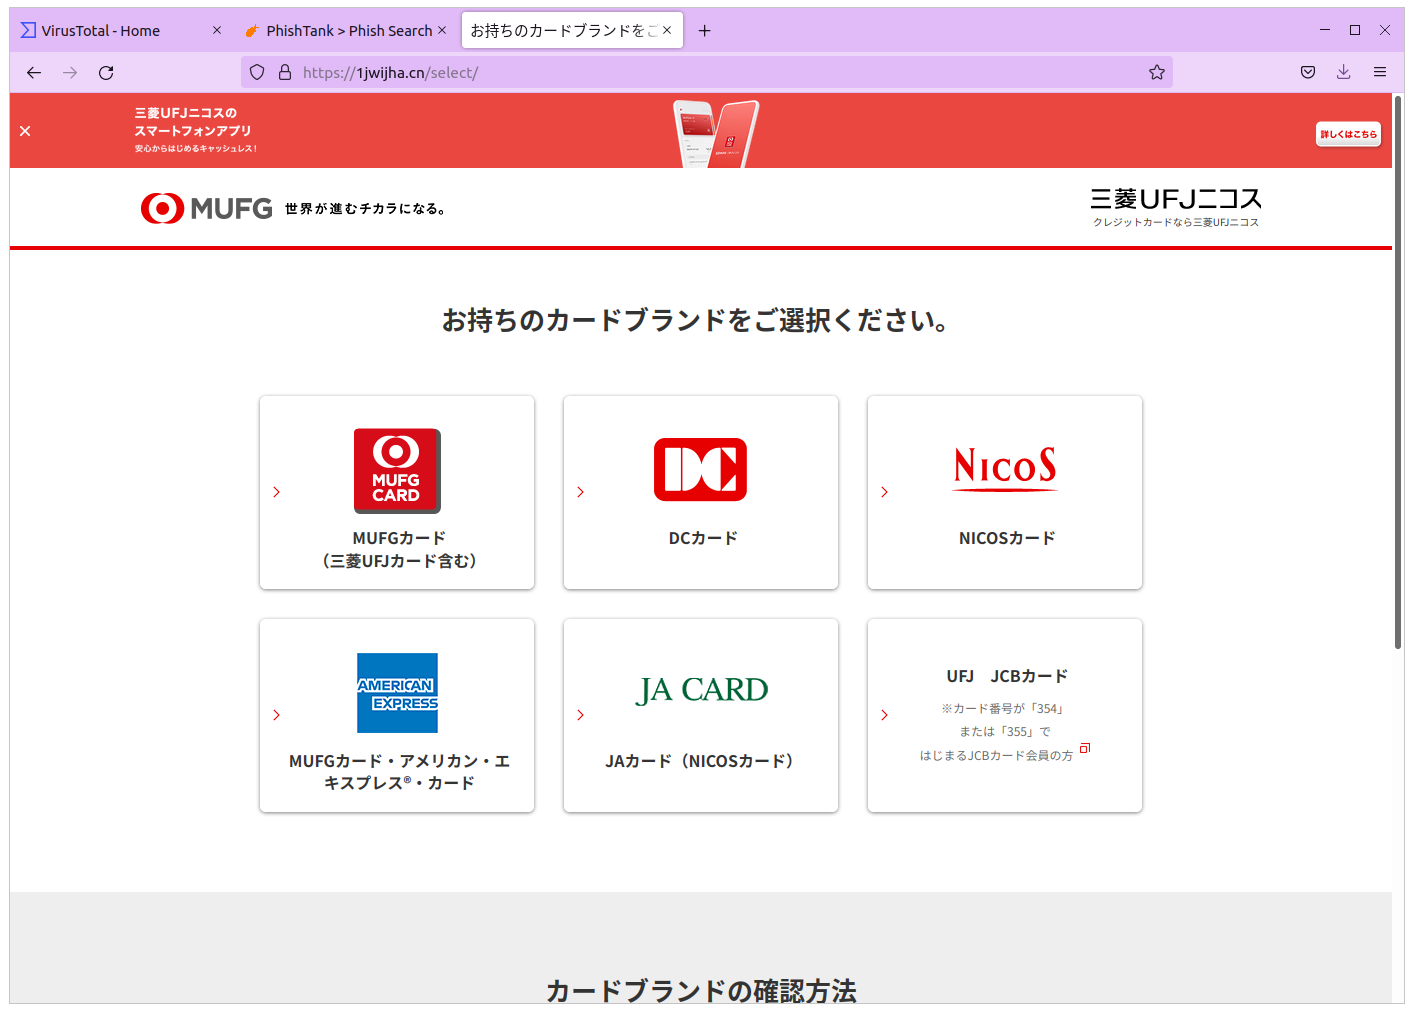 VirusTotal - Home
PhishTank > Phish Search
お持ちのカードブランドをご
https://1jwijha.cn/select/
三菱UFJニコスの
スマートフォンアプリ
安心からはじめるキャッシュレス!
詳しくはこちら
MUFG 世界が進むチカラになる。
三菱UFJニコス
クレジットカードなら三菱UFJニコス
お持ちのカードブランドをご選択ください。
MUFG
CARD
MUFGカード
（三菱UFJカード含む）
DC
DCカード
NICOS
NICOSカード
AMERICAN
EXPRESS
MUFGカード・アメリカン・エ
キスプレス®・カード
JA CARD
JAカード（NICOSカード）
UFJ　JCBカード
※カード番号が「354」
または「355」で
はじまるJCBカード会員の方
カードブランドの確認方法